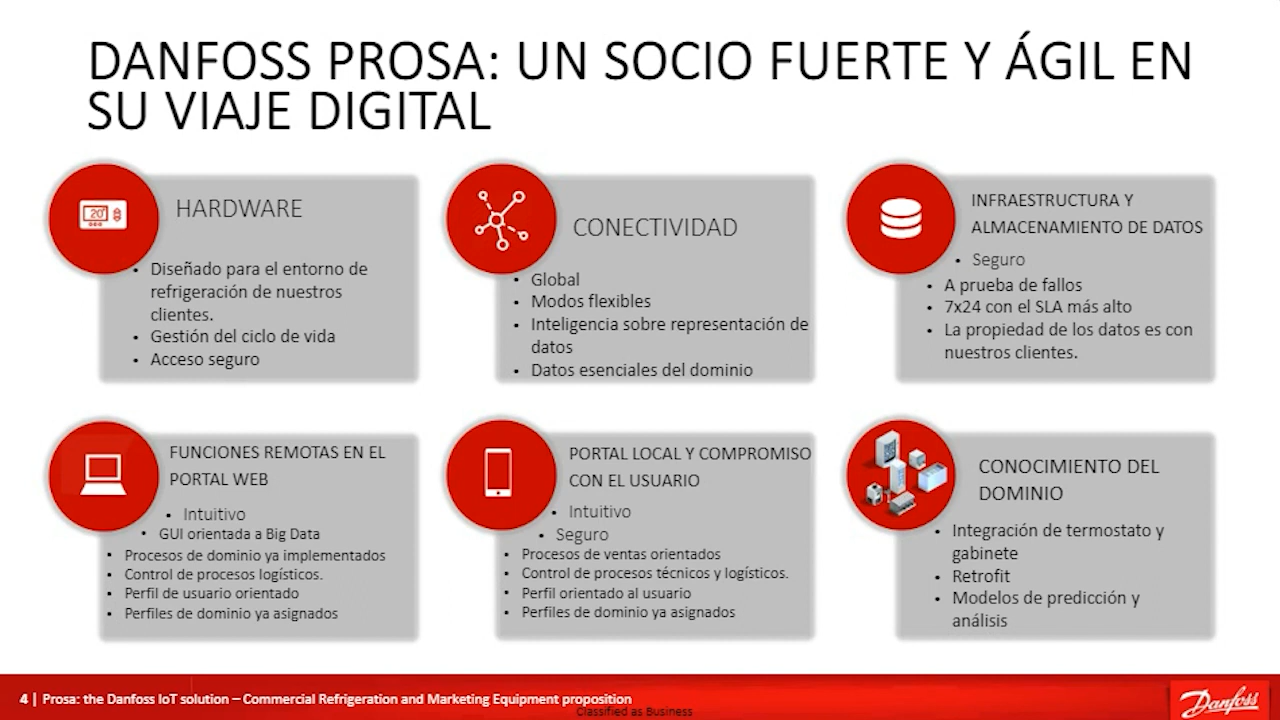 DANFOSS PROSA: UN SOCIO FUERTE Y ÁGIL EN
SU VIAJE DIGITAL
20°
HARDWARE
• Diseñado para el entorno de
refrigeración de nuestros
clientes.
• Gestión del ciclo de vida
• Acceso seguro
CONECTIVIDAD
• Global
• Modos flexibles
• Inteligencia sobre representación de
datos
• Datos esenciales del dominio
INFRAESTRUCTURA Y
ALMACENAMIENTO DE DATOS
• Seguro
• A prueba de fallos
• 7x24 con el SLA más alto
• La propiedad de los datos es con
nuestros clientes.
FUNCIONES REMOTAS EN EL
PORTAL WEB
• Intuitivo
• GUI orientada a Big Data
• Procesos de dominio ya implementados
• Control de procesos logísticos.
• Perfil de usuario orientado
• Perfiles de dominio ya asignados
PORTAL LOCAL Y COMPROMISO
CON EL USUARIO
• Intuitivo
• Seguro
• Procesos de ventas orientados
• Control de procesos técnicos y logísticos.
• Perfil orientado al usuario
• Perfiles de dominio ya asignados
CONOCIMIENTO DEL
DOMINIO
• Integración de termostato y
gabinete
• Retrofit
• Modelos de predicción y
análisis
4 | Prosa: the Danfoss IoT solution – Commercial Refrigeration and Marketing Equipment proposition
Classified as Business
Danfoss